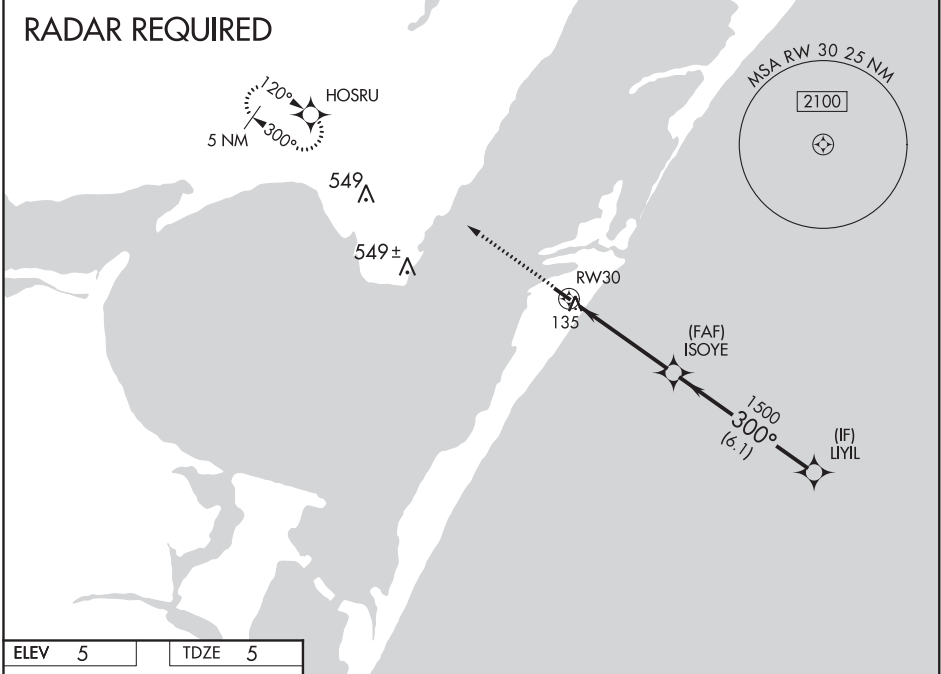 RADAR REQUIRED
MSA RW 30 25 NM
2100
120°
HOSRU
5 NM
300°
549
549 ±
RW30
135
(FAF)
ISOYE
1500
300°
(6.1)
(IF)
LIYIL
ELEV 5
TDZE 5